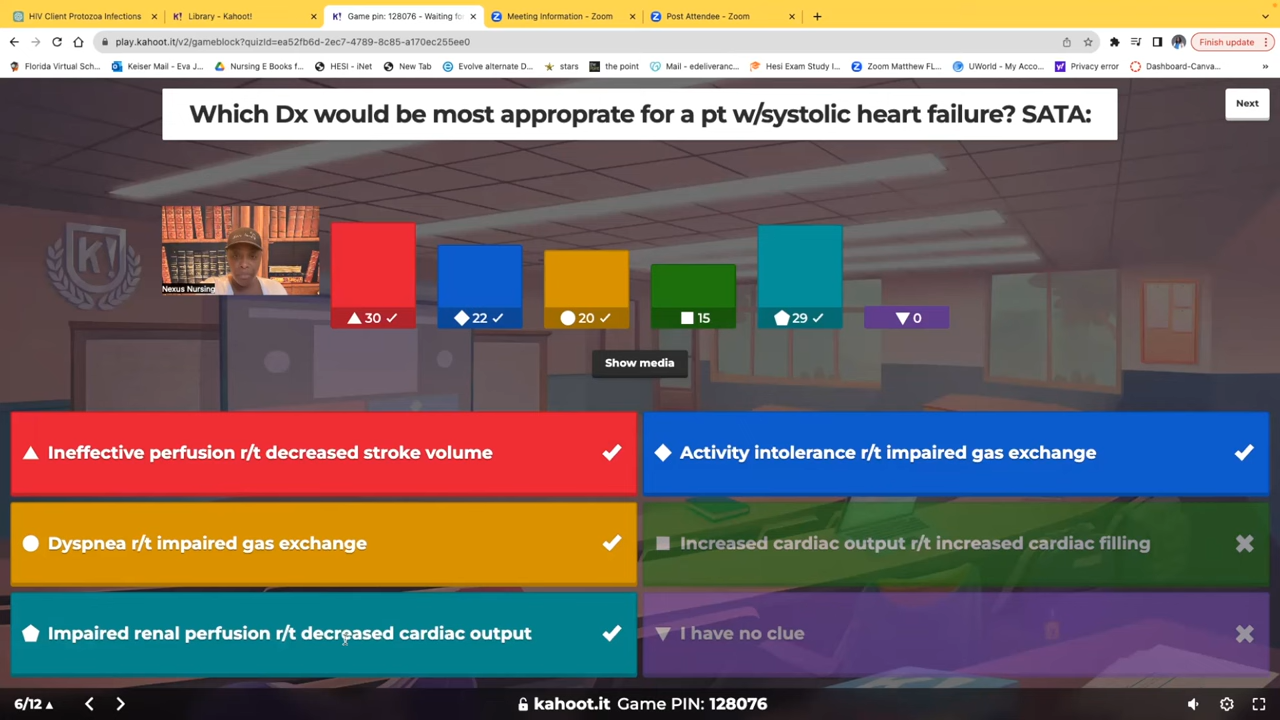 HIV Client Protozoa Infections
Library - Kahoot!
Game pin: 128076 - Waiting fo
Meeting Information - Zoom
Post Attendee - Zoom
play.kahoot.it/v2/gameblock?quizId=ea52fb6d-2ec7-4789-8c85-a170ec255ee0
Finish update
Florida Virtual Sch...
Keiser Mail - Eva J...
Nursing E Books f...
HESI - iNet
New Tab
Evolve alternate D...
stars
the point
Mail - edeliveranc...
Hesi Exam Study I...
Zoom Matthew FL...
UWorld - My Acco...
Privacy error
Dashboard-Canva...
»
Which Dx would be most approprate for a pt w/systolic heart failure? SATA:
Next
K!
Nexus Nursing
30
22
20
15
29
0
Show media
Ineffective perfusion r/t decreased stroke volume
Activity intolerance r/t impaired gas exchange
Dyspnea r/t impaired gas exchange
Increased cardiac output r/t increased cardiac filling
Impaired renal perfusion r/t decreased cardiac output
I have no clue
6/12
kahoot.it Game PIN: 128076